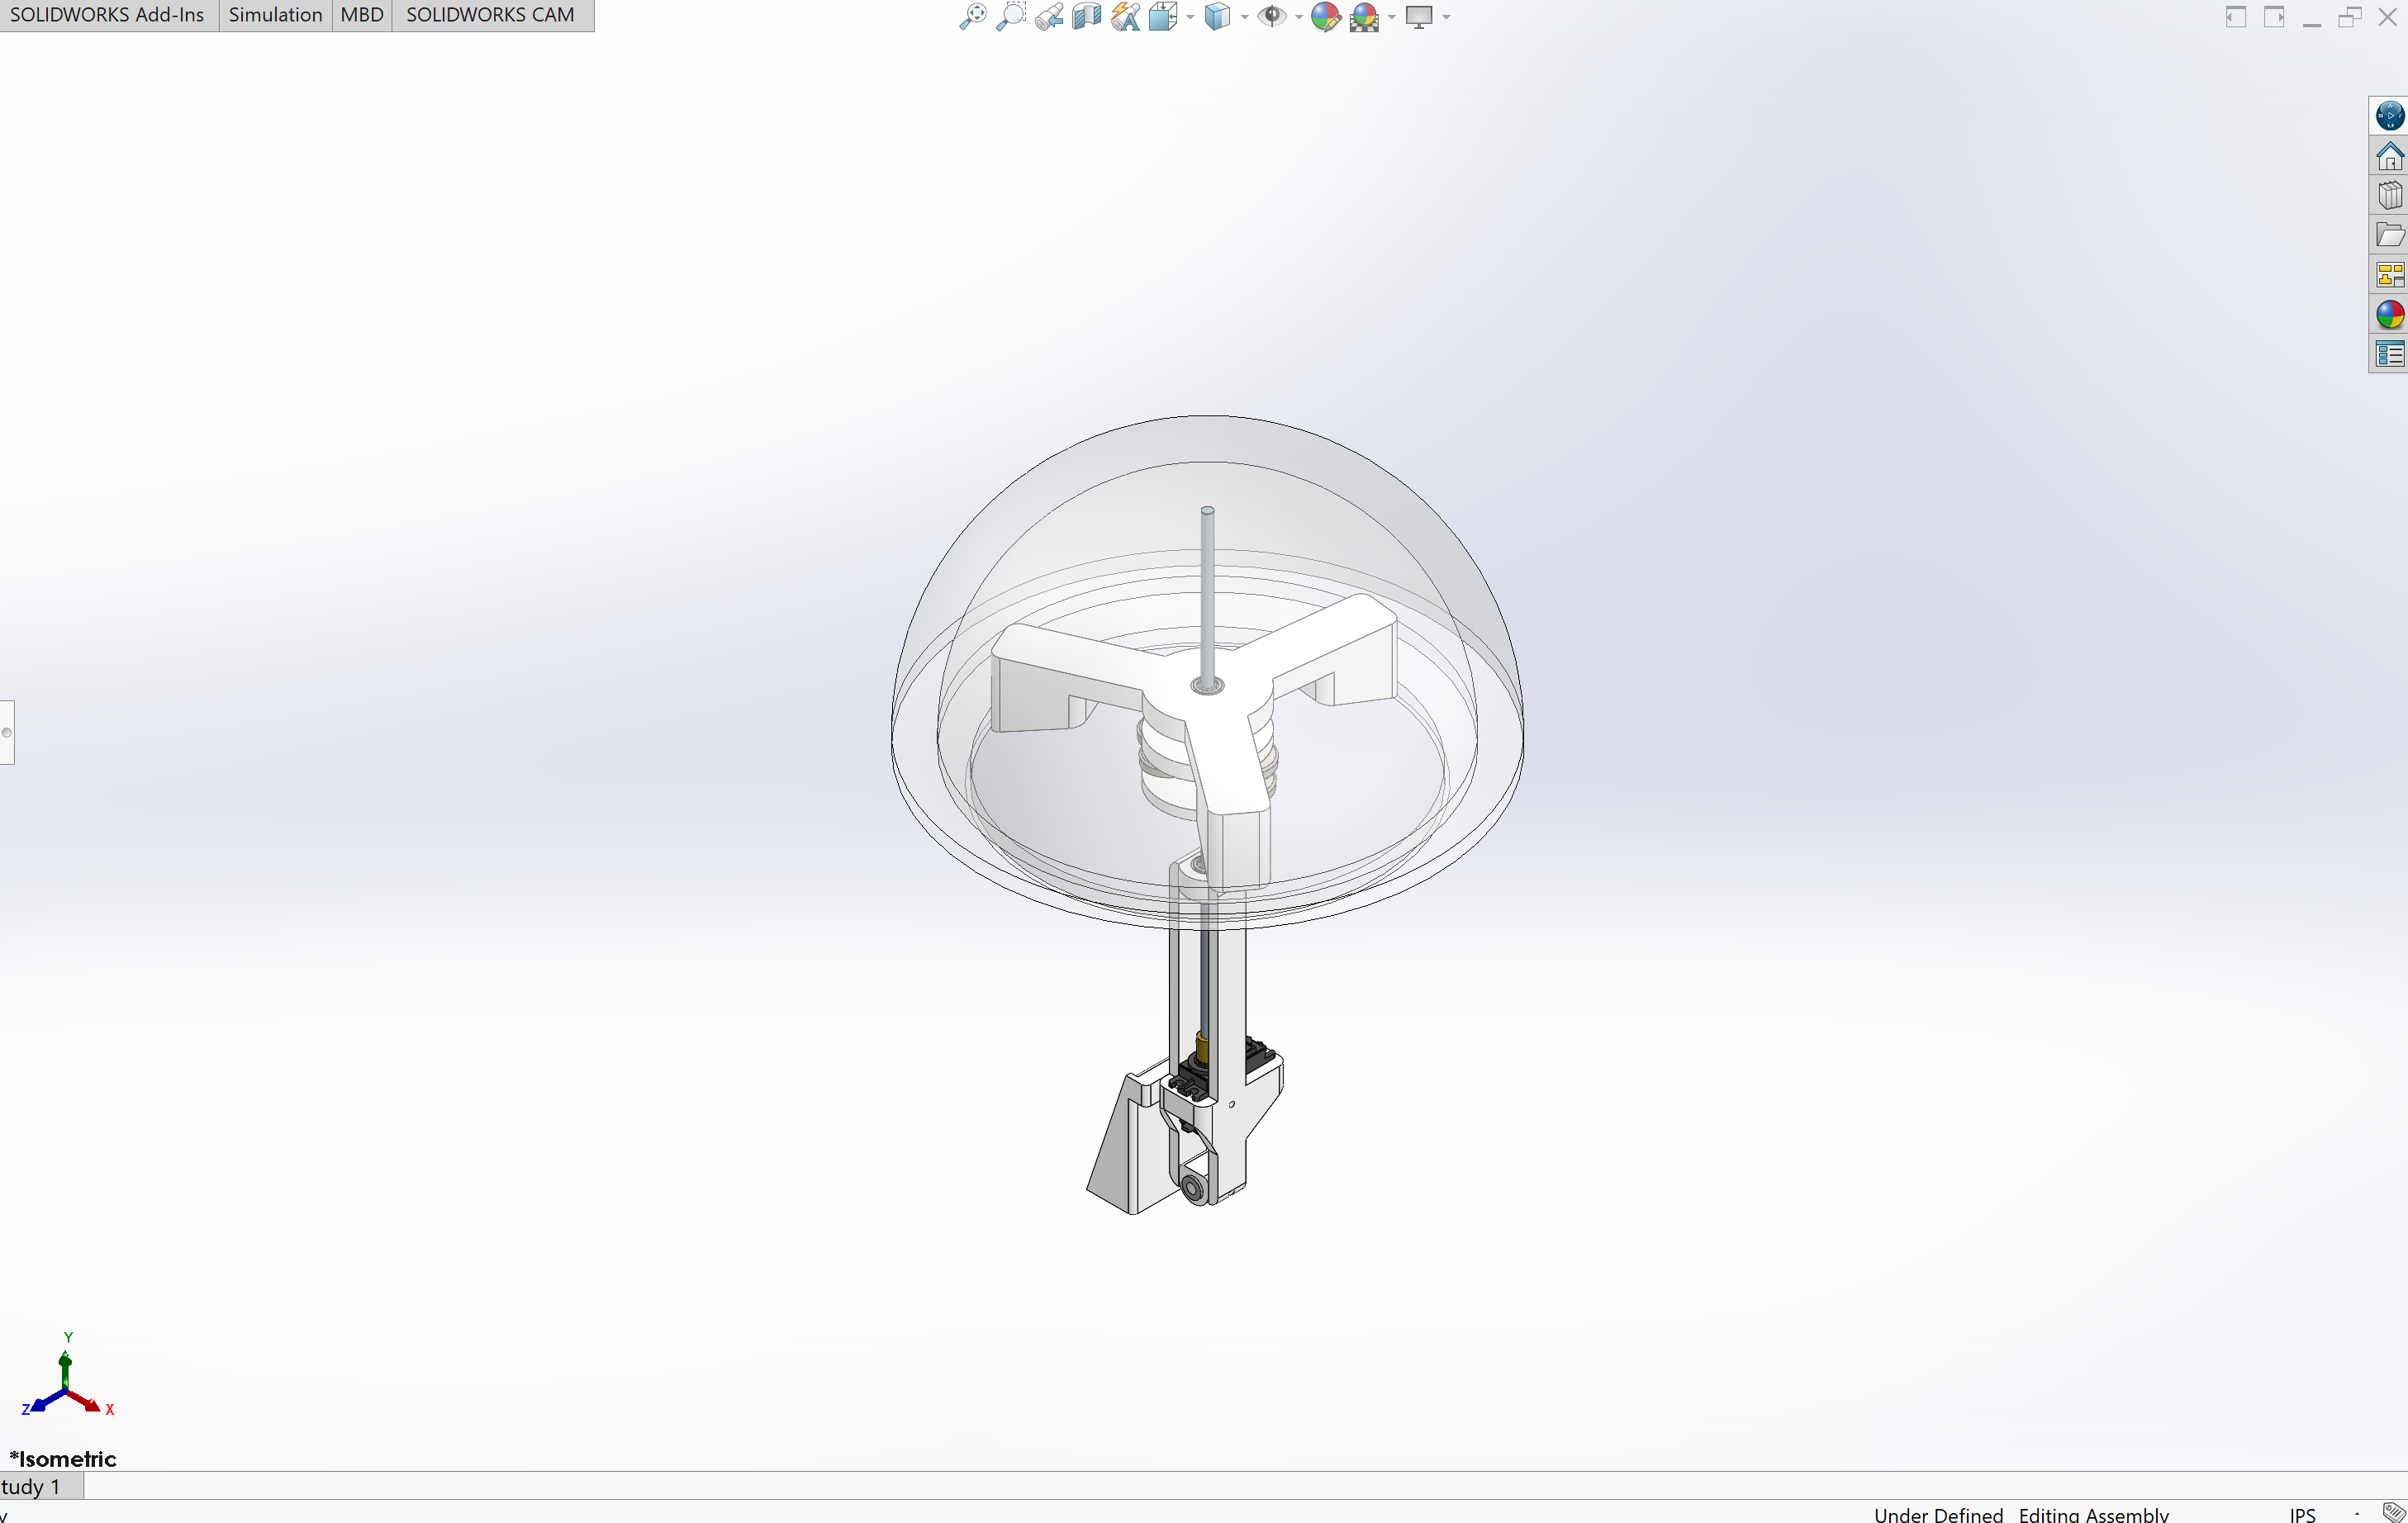 SOLIDWORKS Add-Ins Simulation MBD SOLIDWORKS CAM
Y
Z X
*Isometric
tudy 1
Under Defined Editing Assembly IPS